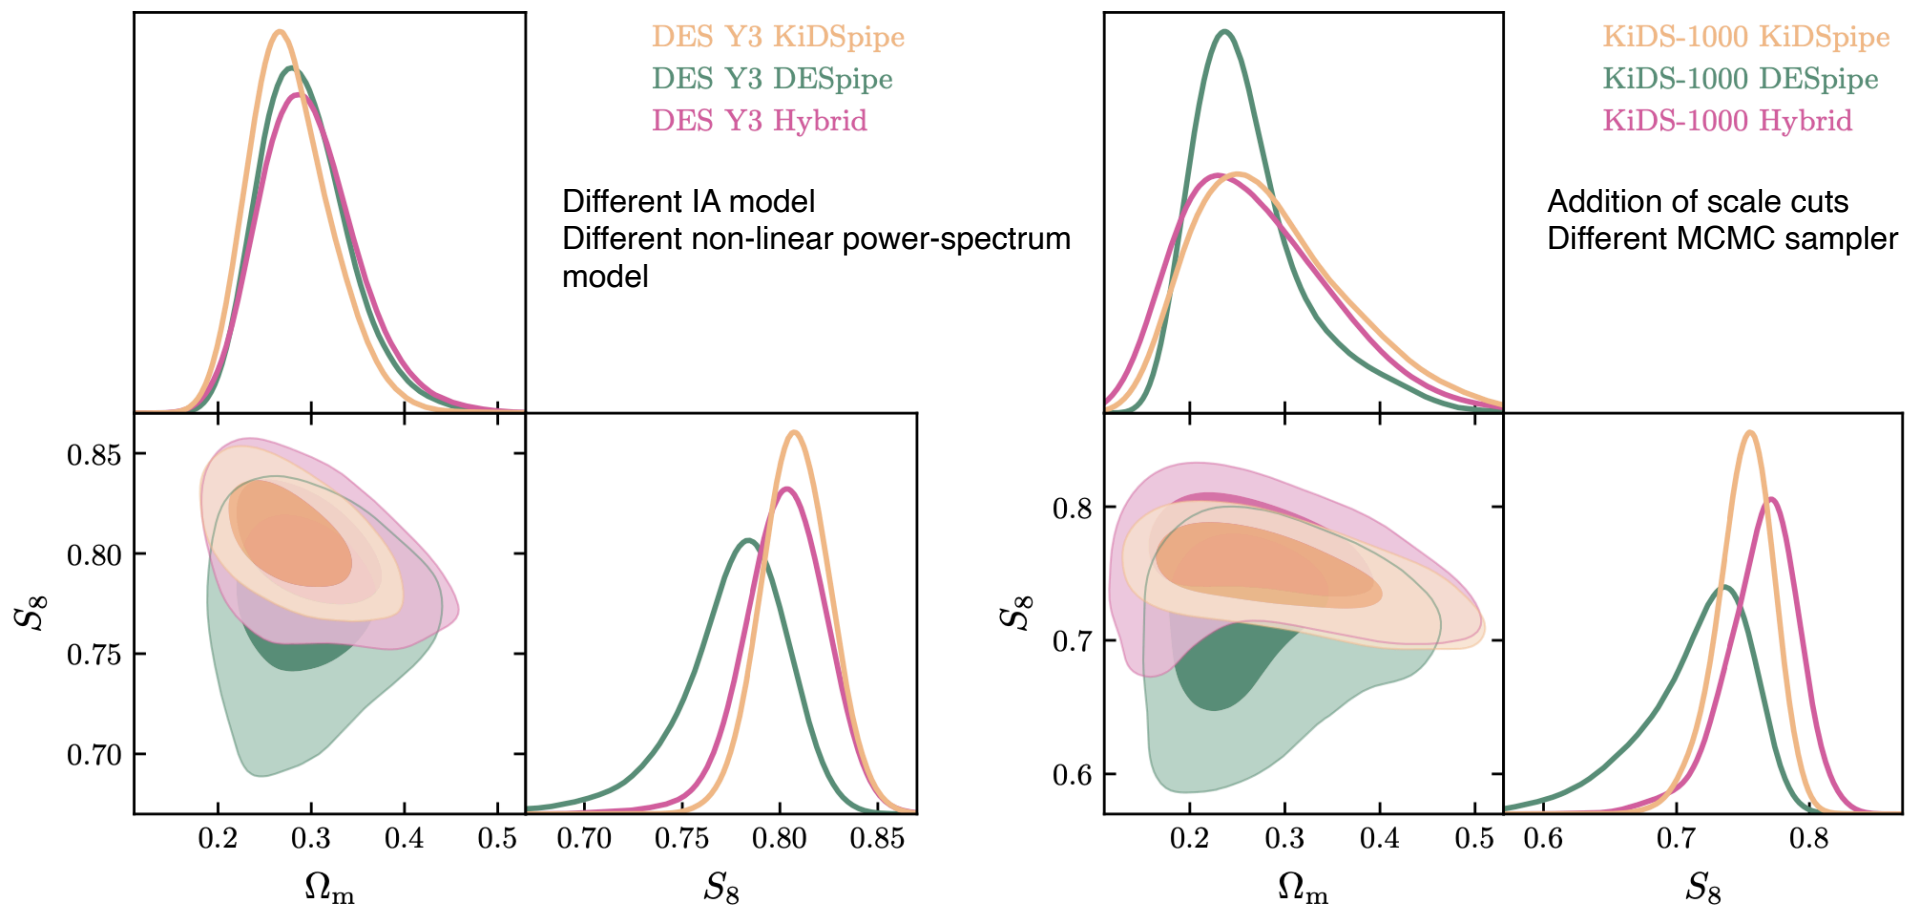 DES Y3 KiDSpipe
DES Y3 DESpipe
DES Y3 Hybrid
Different IA model
Different non-linear power-spectrum
model
0.85
0.80
0.75
0.70
S₈
0.2 0.3 0.4 0.5
Ωₘ
0.70 0.75 0.80 0.85
S₈
KiDS-1000 KiDSpipe
KiDS-1000 DESpipe
KiDS-1000 Hybrid
Addition of scale cuts
Different MCMC sampler
0.8
0.7
0.6
S₈
0.2 0.3 0.4 0.5
Ωₘ
0.6 0.7 0.8
S₈